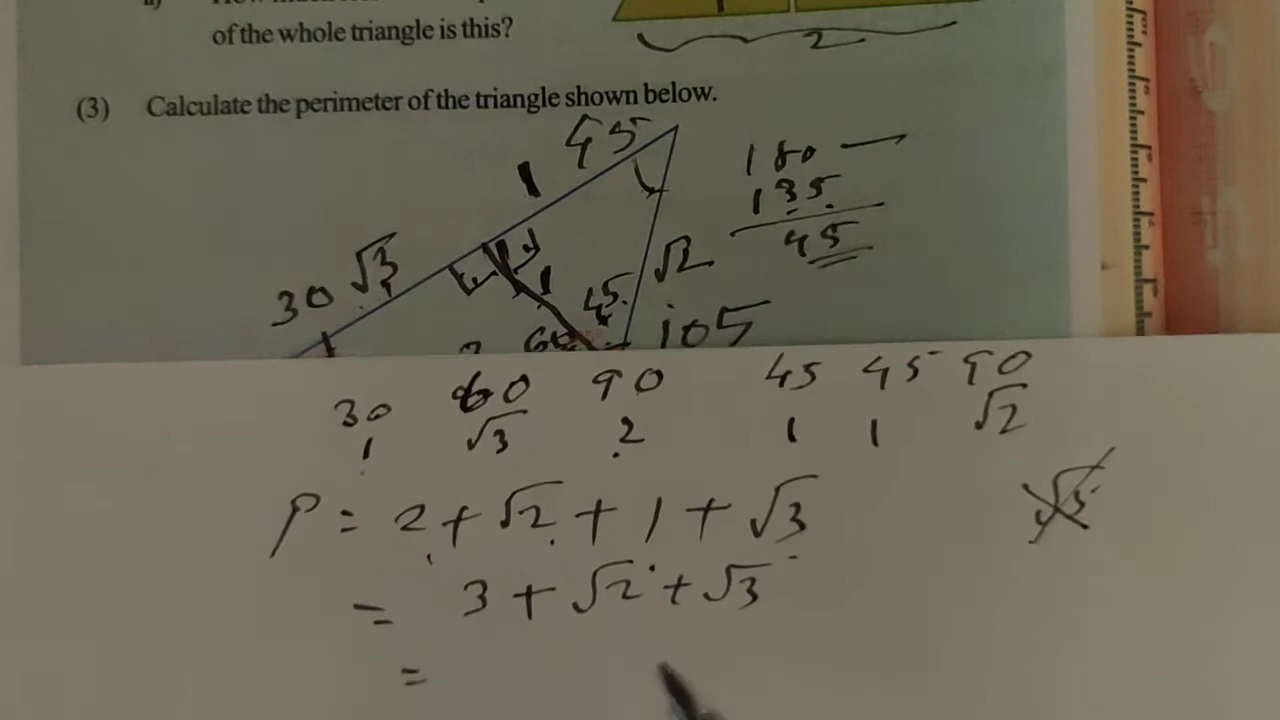 of the whole triangle is this?
2
(3) Calculate the perimeter of the triangle shown below.
45
1
180
135
45
30
√3
1
45
√2
60
105
30 60 90 45 45 90
1 √3 2 1 1 √2
P = 2 + √2 + 1 + √3
= 3 + √2 + √3
=